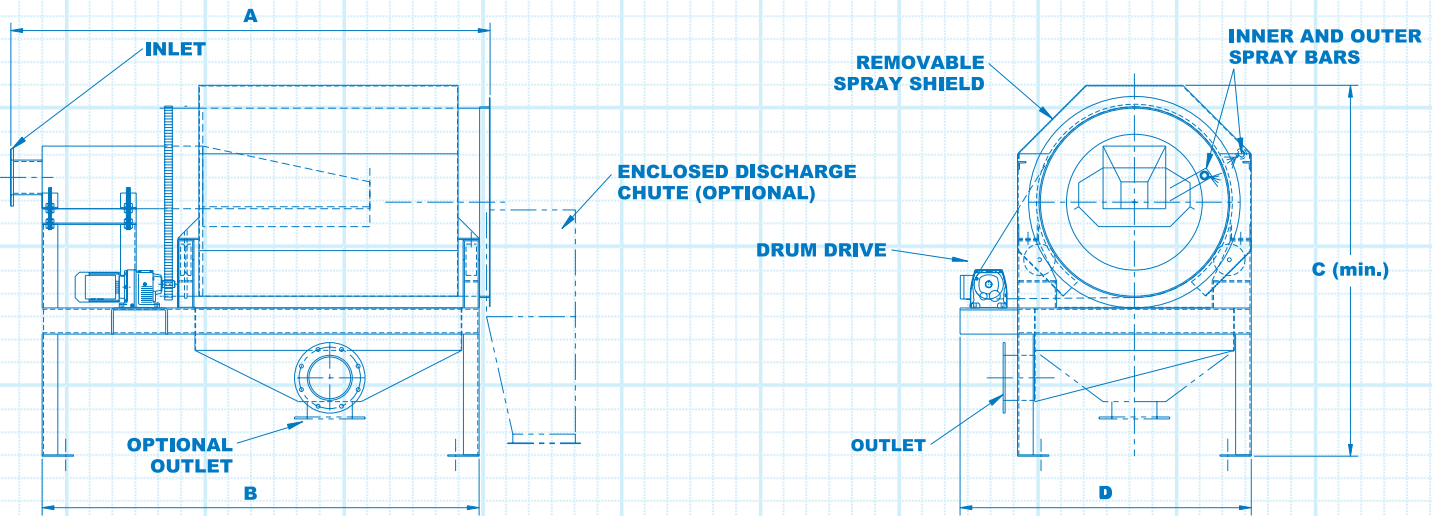 A
INLET
ENCLOSED DISCHARGE
CHUTE (OPTIONAL)
OPTIONAL
OUTLET
B
REMOVABLE
SPRAY SHIELD
INNER AND OUTER
SPRAY BARS
DRUM DRIVE
C (min.)
OUTLET
D